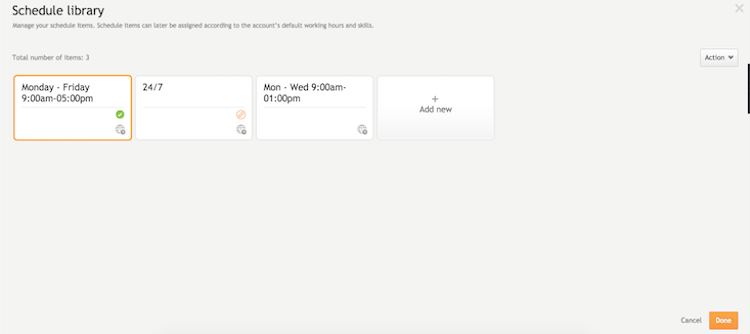 Schedule library
Manage your schedule items. Schedule items can later be assigned according to the account's default working hours and skills.
Total number of items: 3
Action
Monday - Friday
9:00am-05:00pm
24/7
Mon - Wed 9:00am-
01:00pm
+
Add new
Cancel
Done